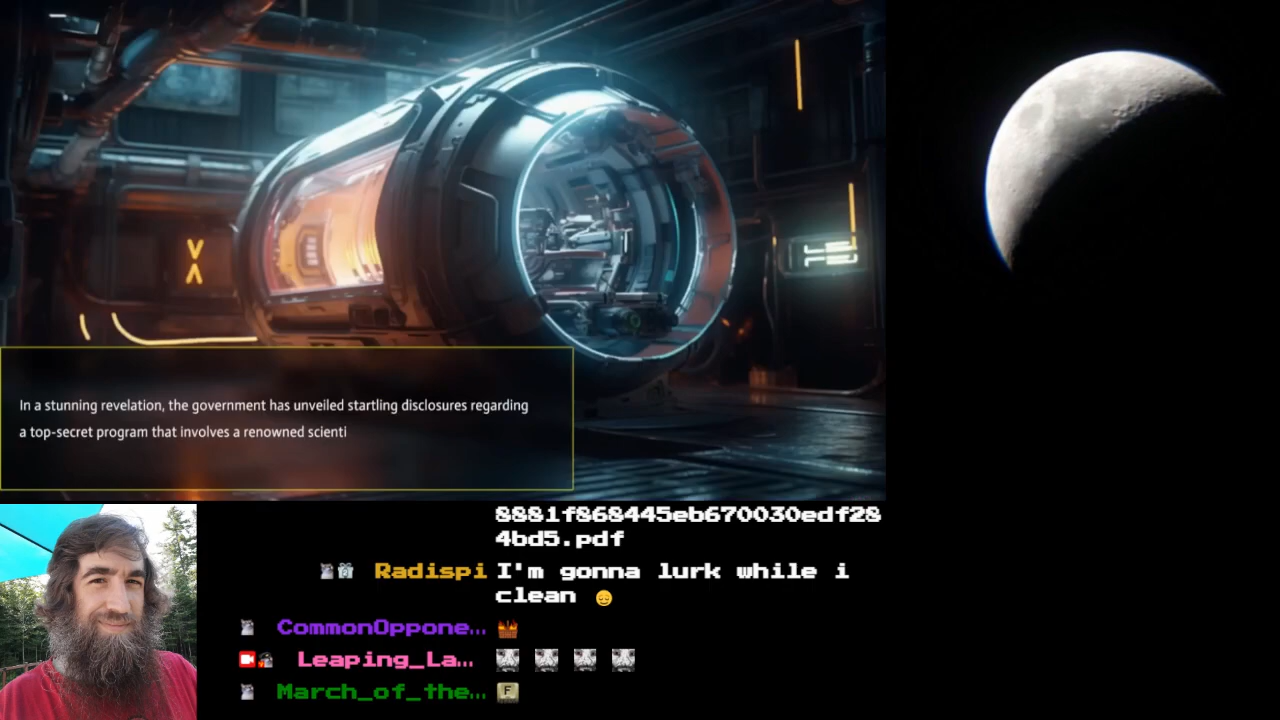 In a stunning revelation, the government has unveiled startling disclosures regarding
a top-secret program that involves a renowned scienti
8881f868445eb670030edf28
4bd5.pdf
Radispi I'm gonna lurk while i
clean
CommonOppone...
Leaping_La...
March_of_the... F